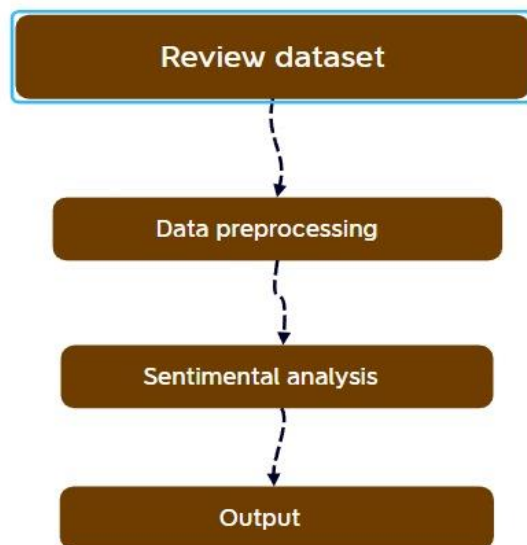 Review dataset
Data preprocessing
Sentimental analysis
Output